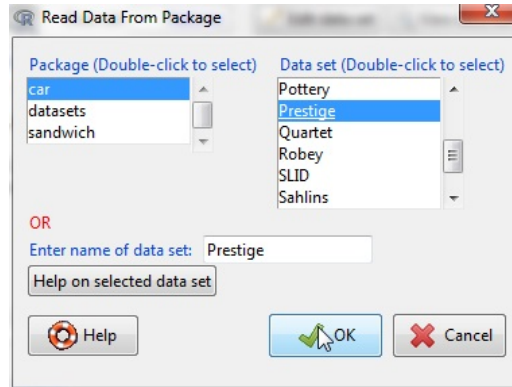 Read Data From Package
Package (Double-click to select)
car
datasets
sandwich
Data set (Double-click to select)
Pottery
Prestige
Quartet
Robey
SLID
Sahlins
OR
Enter name of data set: Prestige
Help on selected data set
Help
OK
Cancel